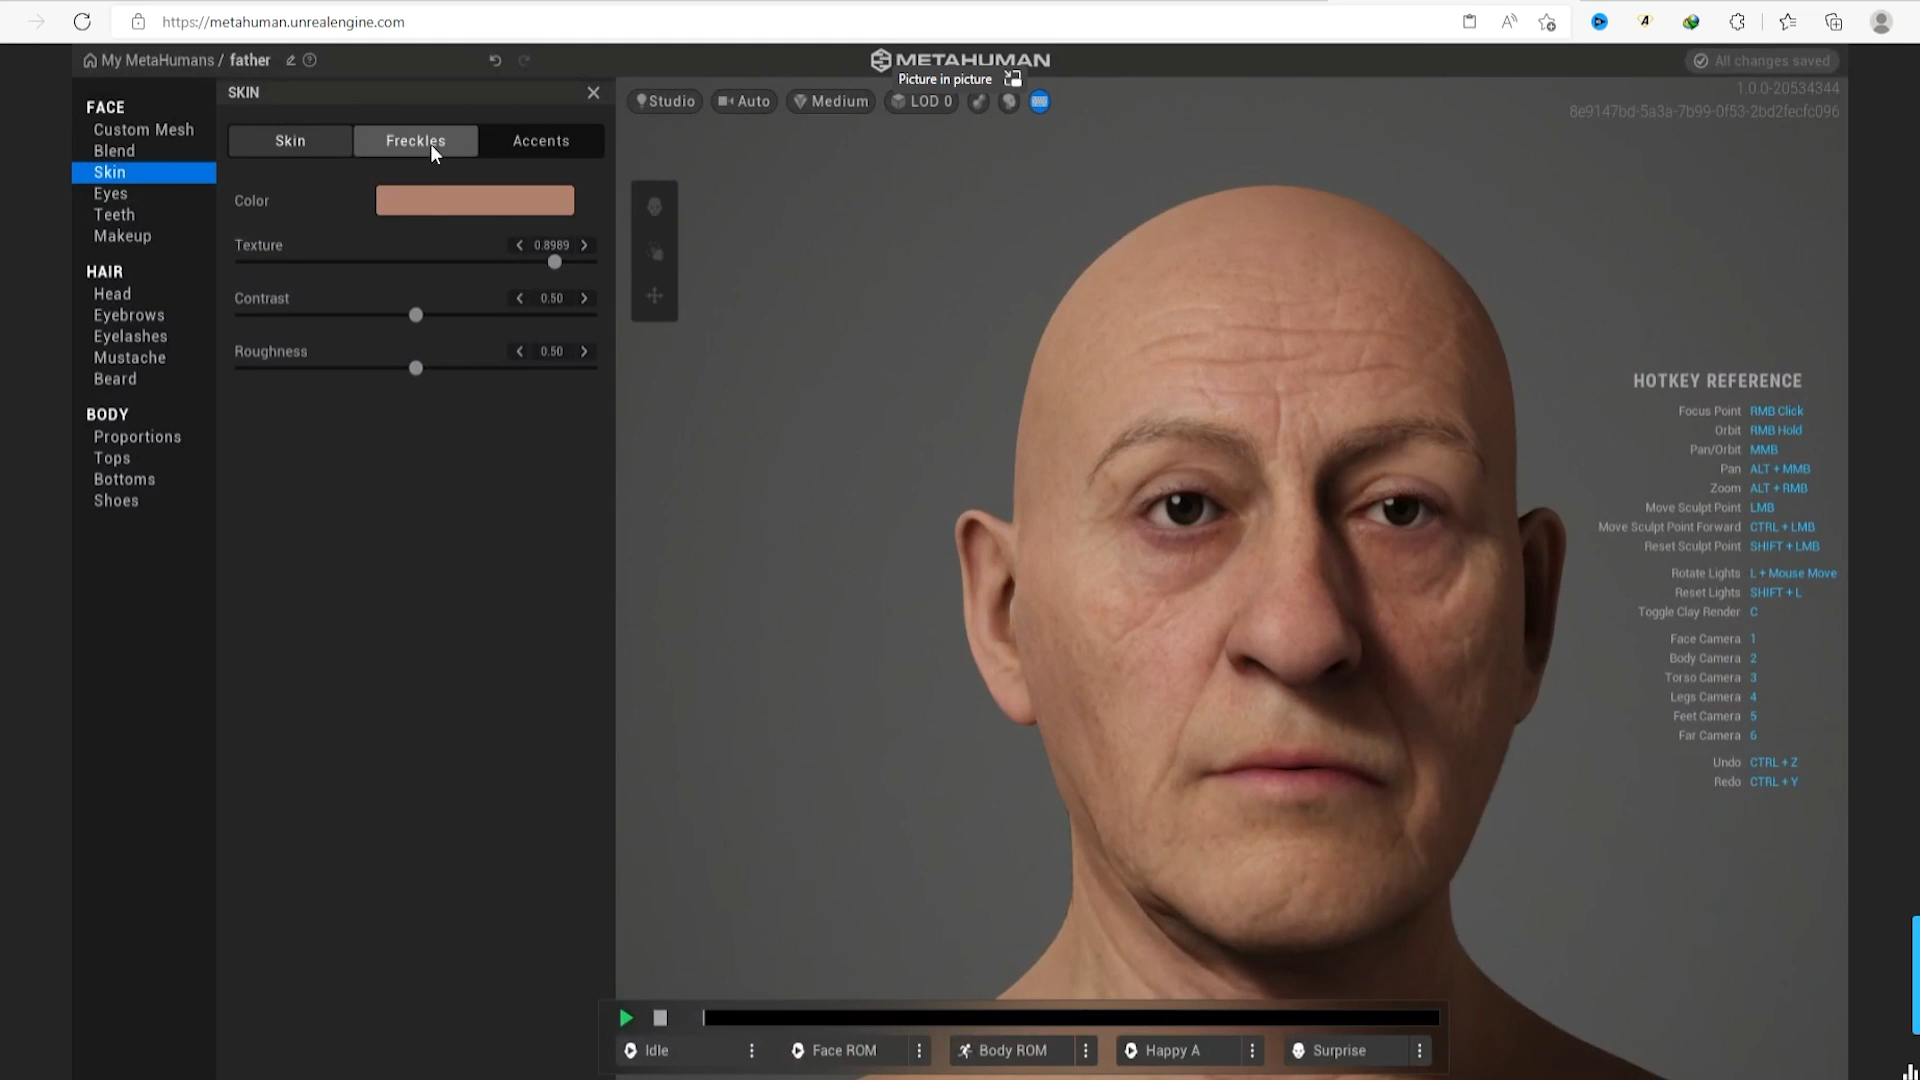 https://metahuman.unrealengine.com
My MetaHumans / father
METAHUMAN
All changes saved
Picture in picture
1.0.0-20534344
8e9147bd-5a3a-7b99-0f53-2bd2fecfc096
FACE
Custom Mesh
Blend
Skin
Eyes
Teeth
Makeup
HAIR
Head
Eyebrows
Eyelashes
Mustache
Beard
BODY
Proportions
Tops
Bottoms
Shoes
SKIN
Skin Freckles Accents
Color
Texture 0.8989
Contrast 0.50
Roughness 0.50
Studio Auto Medium LOD 0
HOTKEY REFERENCE
Focus Point RMB Click
Orbit RMB Hold
Pan/Orbit MMB
Pan ALT + MMB
Zoom ALT + RMB
Move Sculpt Point LMB
Move Sculpt Point Forward CTRL + LMB
Reset Sculpt Point SHIFT + LMB
Rotate Lights L + Mouse Move
Reset Lights SHIFT + L
Toggle Clay Render C
Face Camera 1
Body Camera 2
Torso Camera 3
Legs Camera 4
Feet Camera 5
Far Camera 6
Undo CTRL + Z
Redo CTRL + Y
Idle Face ROM Body ROM Happy A Surprise